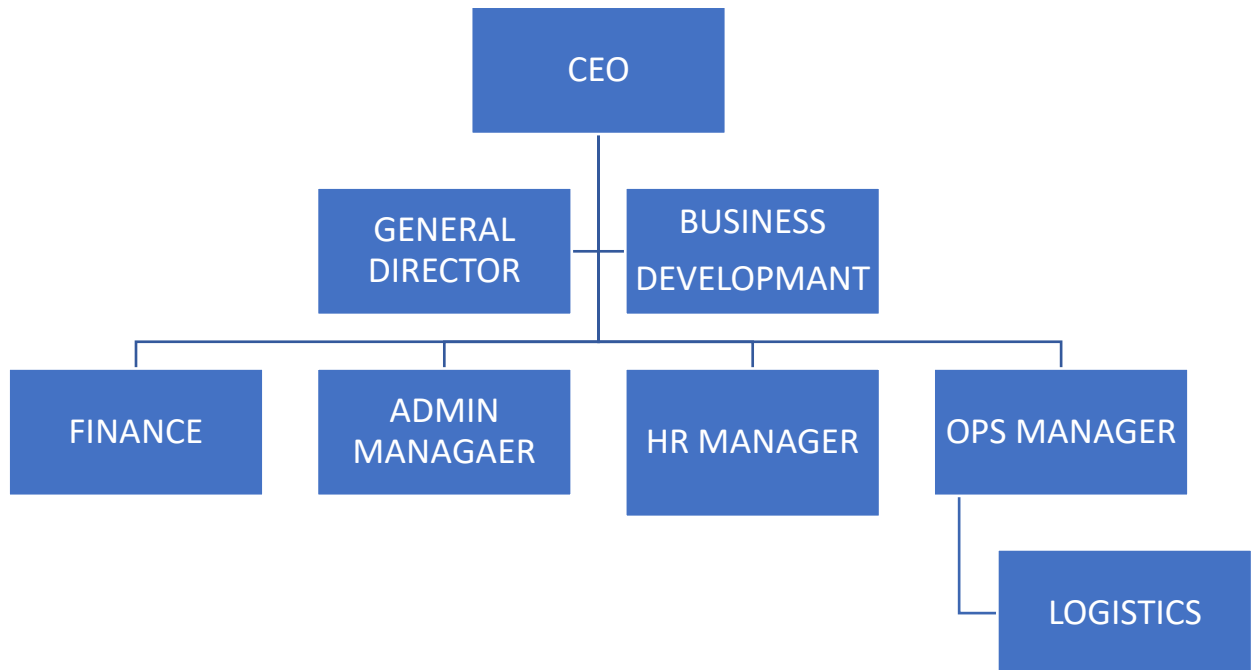 CEO
GENERAL
DIRECTOR
BUSINESS
DEVELOPMANT
FINANCE
ADMIN
MANAGAER
HR MANAGER
OPS MANAGER
LOGISTICS